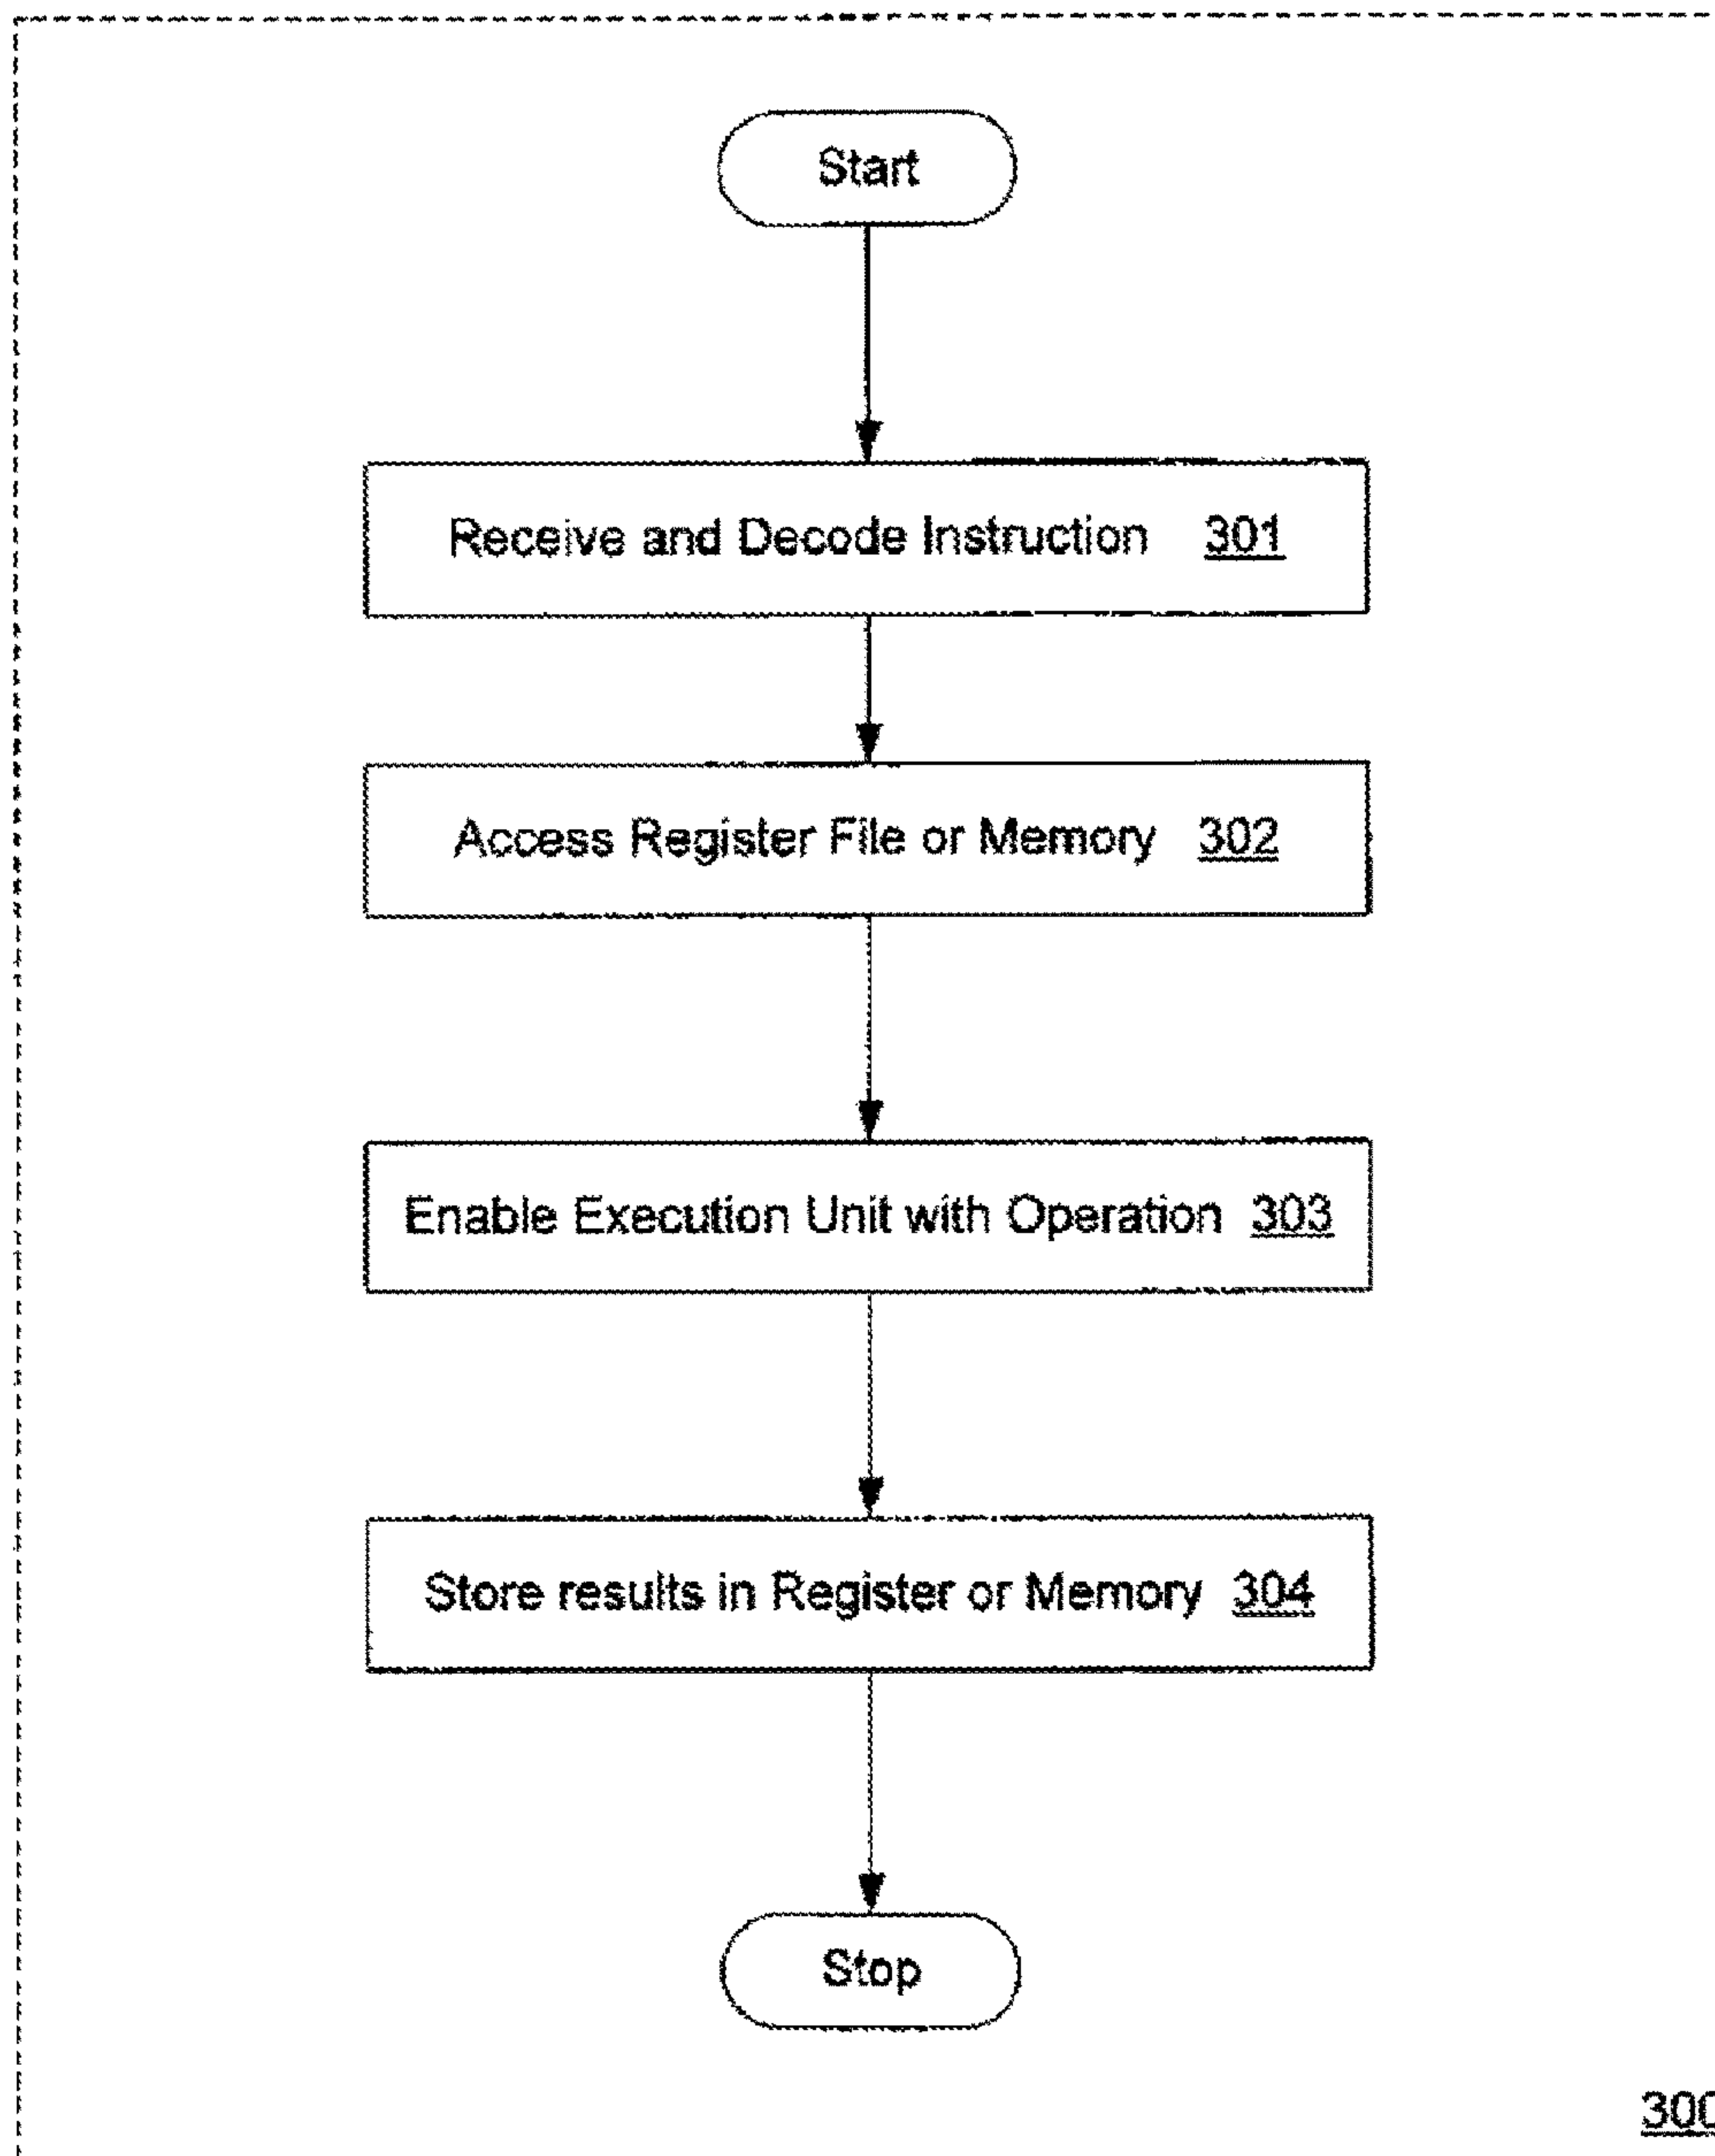 Start
Receive and Decode Instruction 301
Access Register File or Memory 302
Enable Execution Unit with Operation 303
Store results in Register or Memory 304
Stop
300